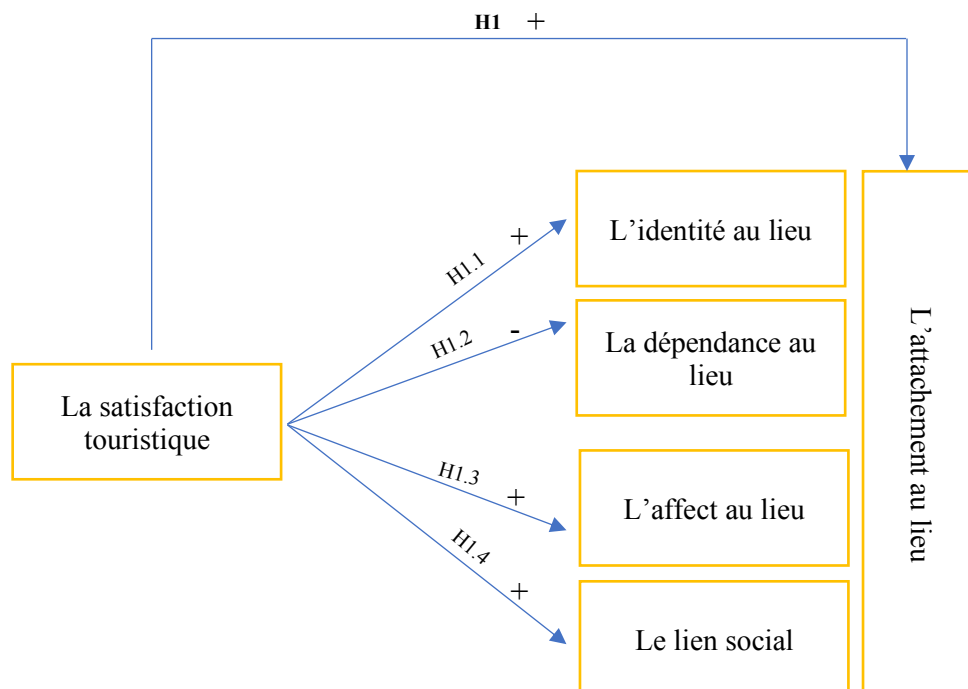 H1 +
L’identité au lieu
H1.1 +
La dépendance au
lieu
H1.2 -
La satisfaction
touristique
L’attachement au lieu
H1.3 +
L’affect au lieu
H1.4 +
Le lien social